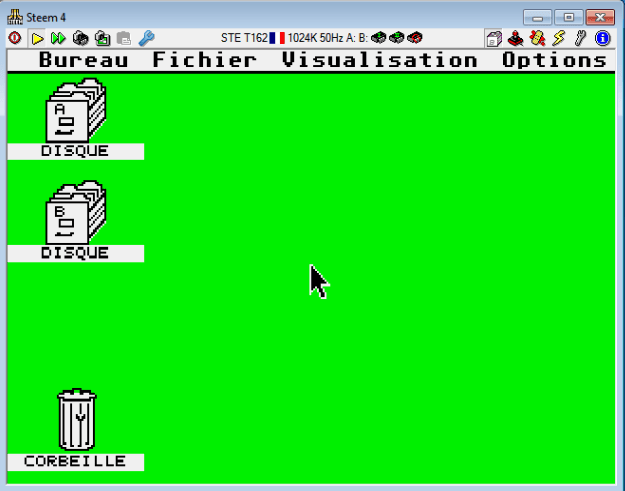 Steem 4
STE T162 1024K 50Hz A: B:
Bureau Fichier Visualisation Options
A
DISQUE
B
DISQUE
CORBEILLE